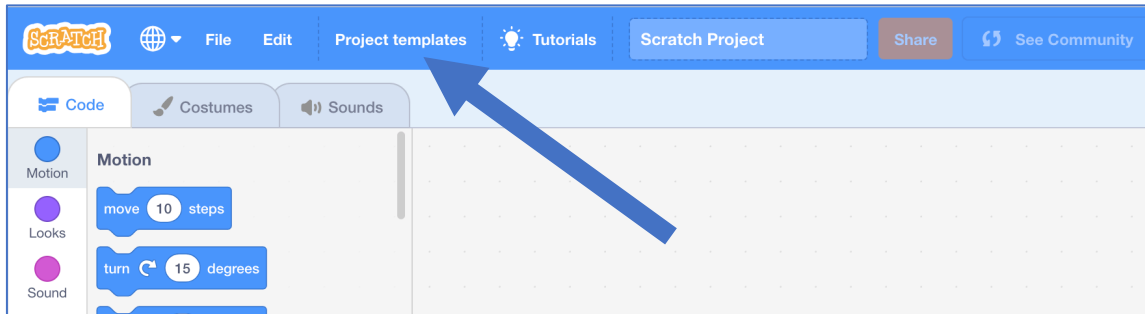 SCRATCH File Edit Project templates Tutorials Scratch Project Share See Community
Code Costumes Sounds
Motion
Looks
Sound
Motion
move 10 steps
turn 15 degrees